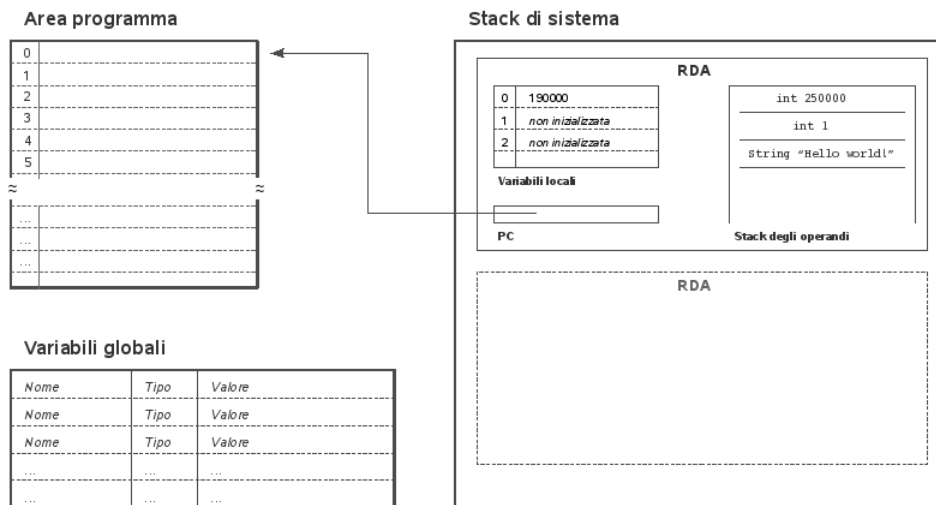 Area programma
0
1
2
3
4
5
≈ ≈
...
...
...
Variabili globali
Nome Tipo Valore
Nome Tipo Valore
Nome Tipo Valore
... ... ...
... ... ...
Stack di sistema
RDA
0 190000
1 non inizializzata
2 non inizializzata
Variabili locali
PC
int 250000
int 1
String “Hello world!”
Stack degli operandi
RDA